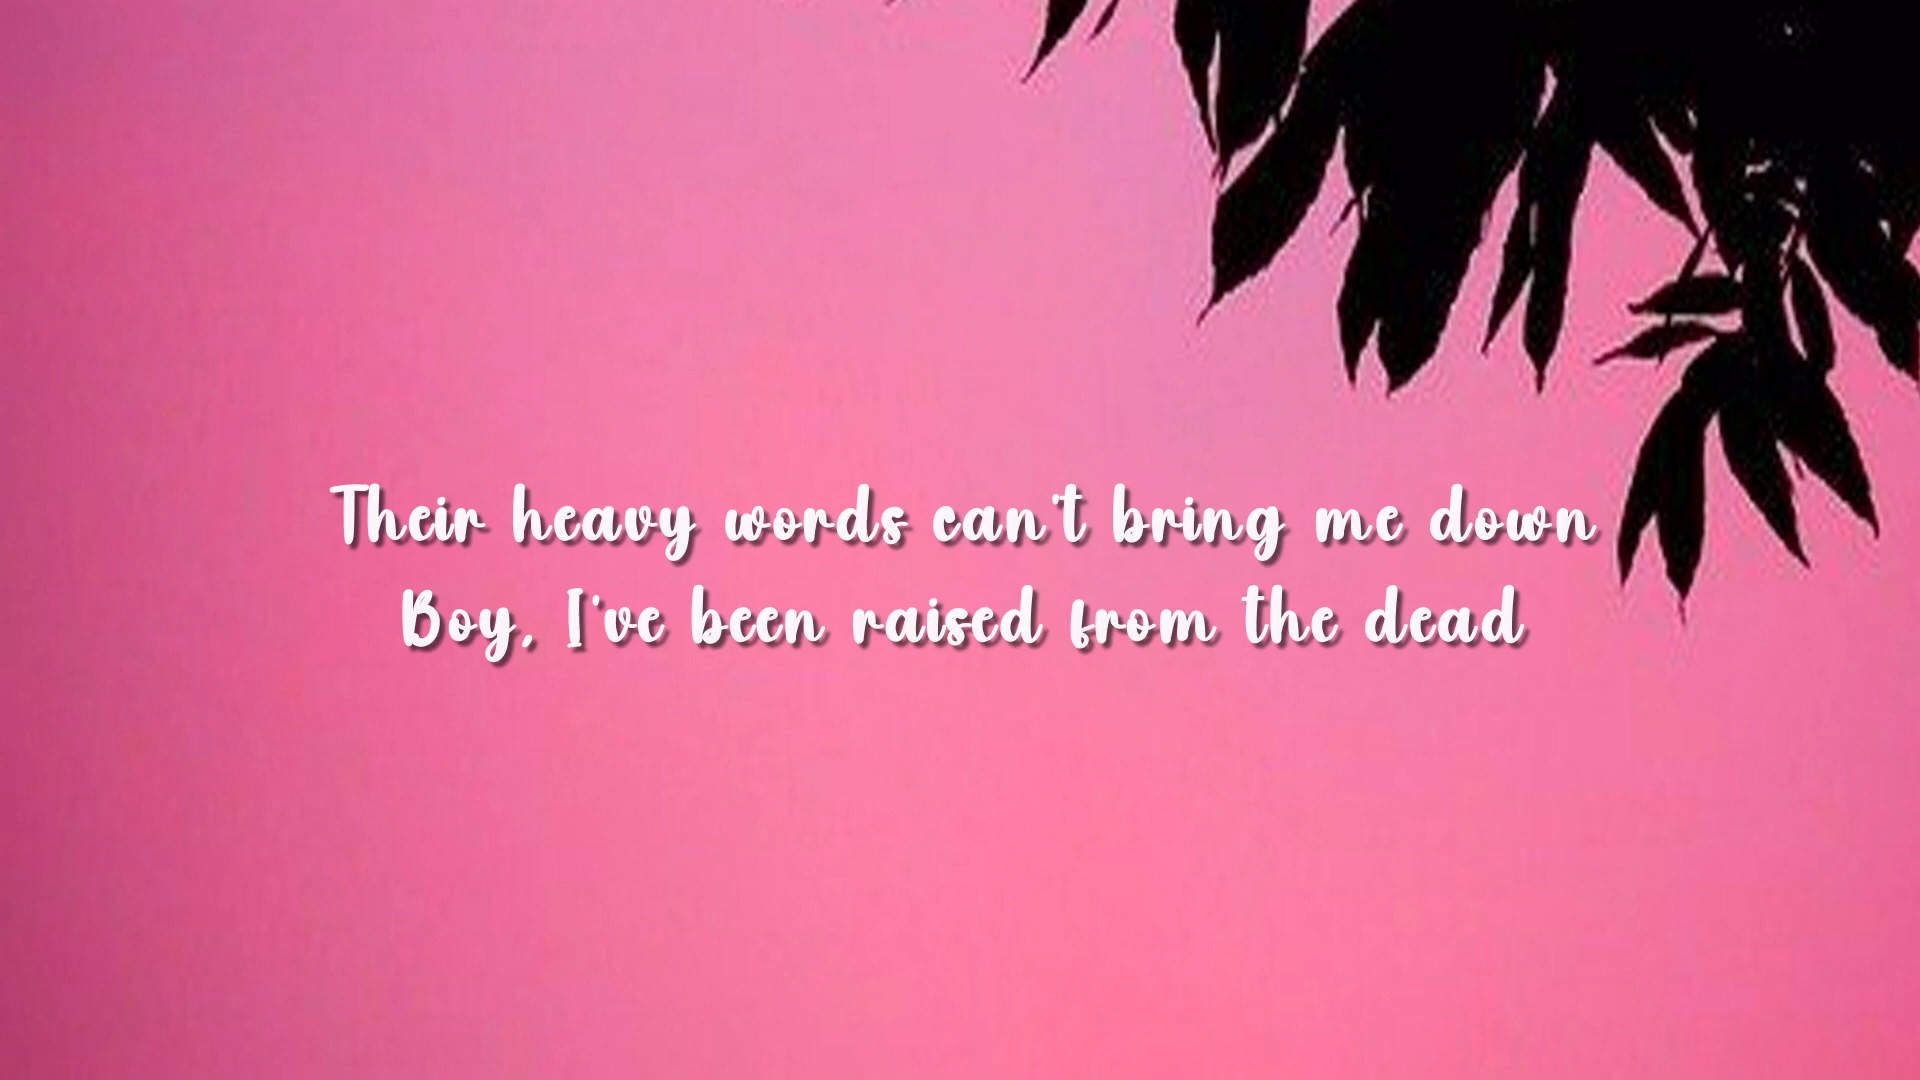 Their heavy words can't bring me down
Boy, I've been raised from the dead